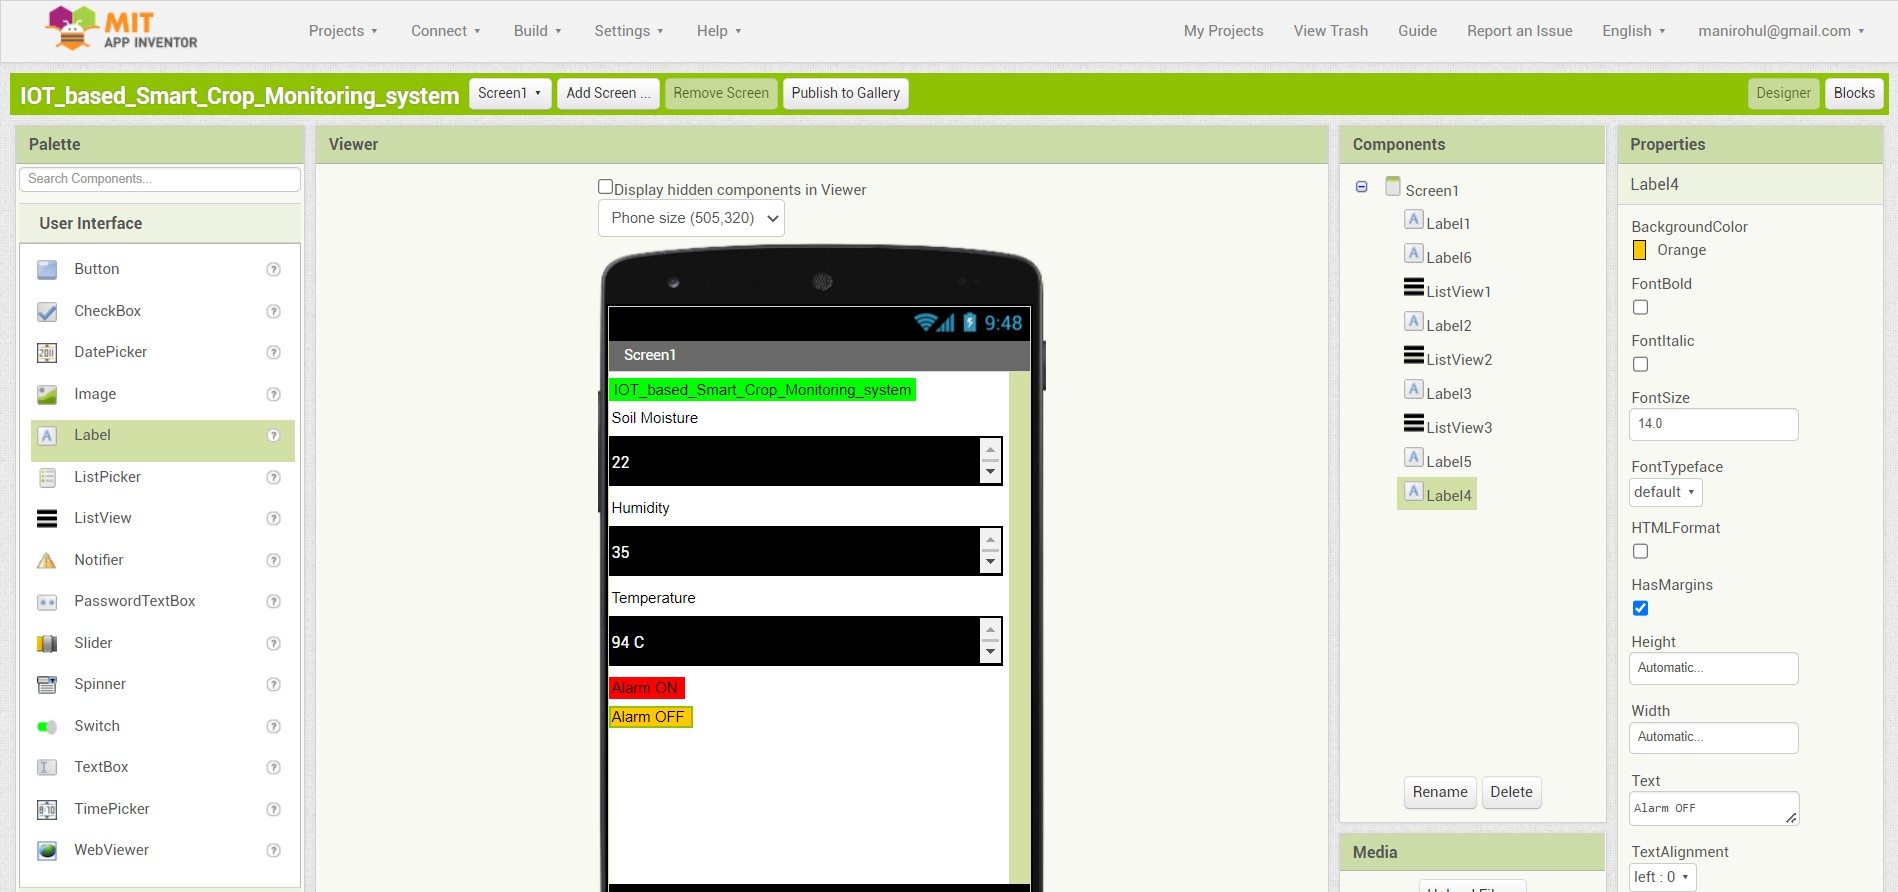 MIT
APP INVENTOR
Projects Connect Build Settings Help My Projects View Trash Guide Report an Issue English manirohul@gmail.com
IOT_based_Smart_Crop_Monitoring_system Screen1 Add Screen ... Remove Screen Publish to Gallery Designer Blocks
Palette
Search Components...
User Interface
Button
CheckBox
DatePicker
Image
Label
ListPicker
ListView
Notifier
PasswordTextBox
Slider
Spinner
Switch
TextBox
TimePicker
WebViewer
Viewer
Display hidden components in Viewer
Phone size (505,320)
9:48
Screen1
IOT_based_Smart_Crop_Monitoring_system
Soil Moisture
22
Humidity
35
Temperature
94 C
Alarm ON
Alarm OFF
Components
Screen1
Label1
Label6
ListView1
Label2
ListView2
Label3
ListView3
Label5
Label4
Rename Delete
Media
Properties
Label4
BackgroundColor
Orange
FontBold
FontItalic
FontSize
14.0
FontTypeface
default
HTMLFormat
HasMargins
Height
Automatic...
Width
Automatic...
Text
Alarm OFF
TextAlignment
left : 0